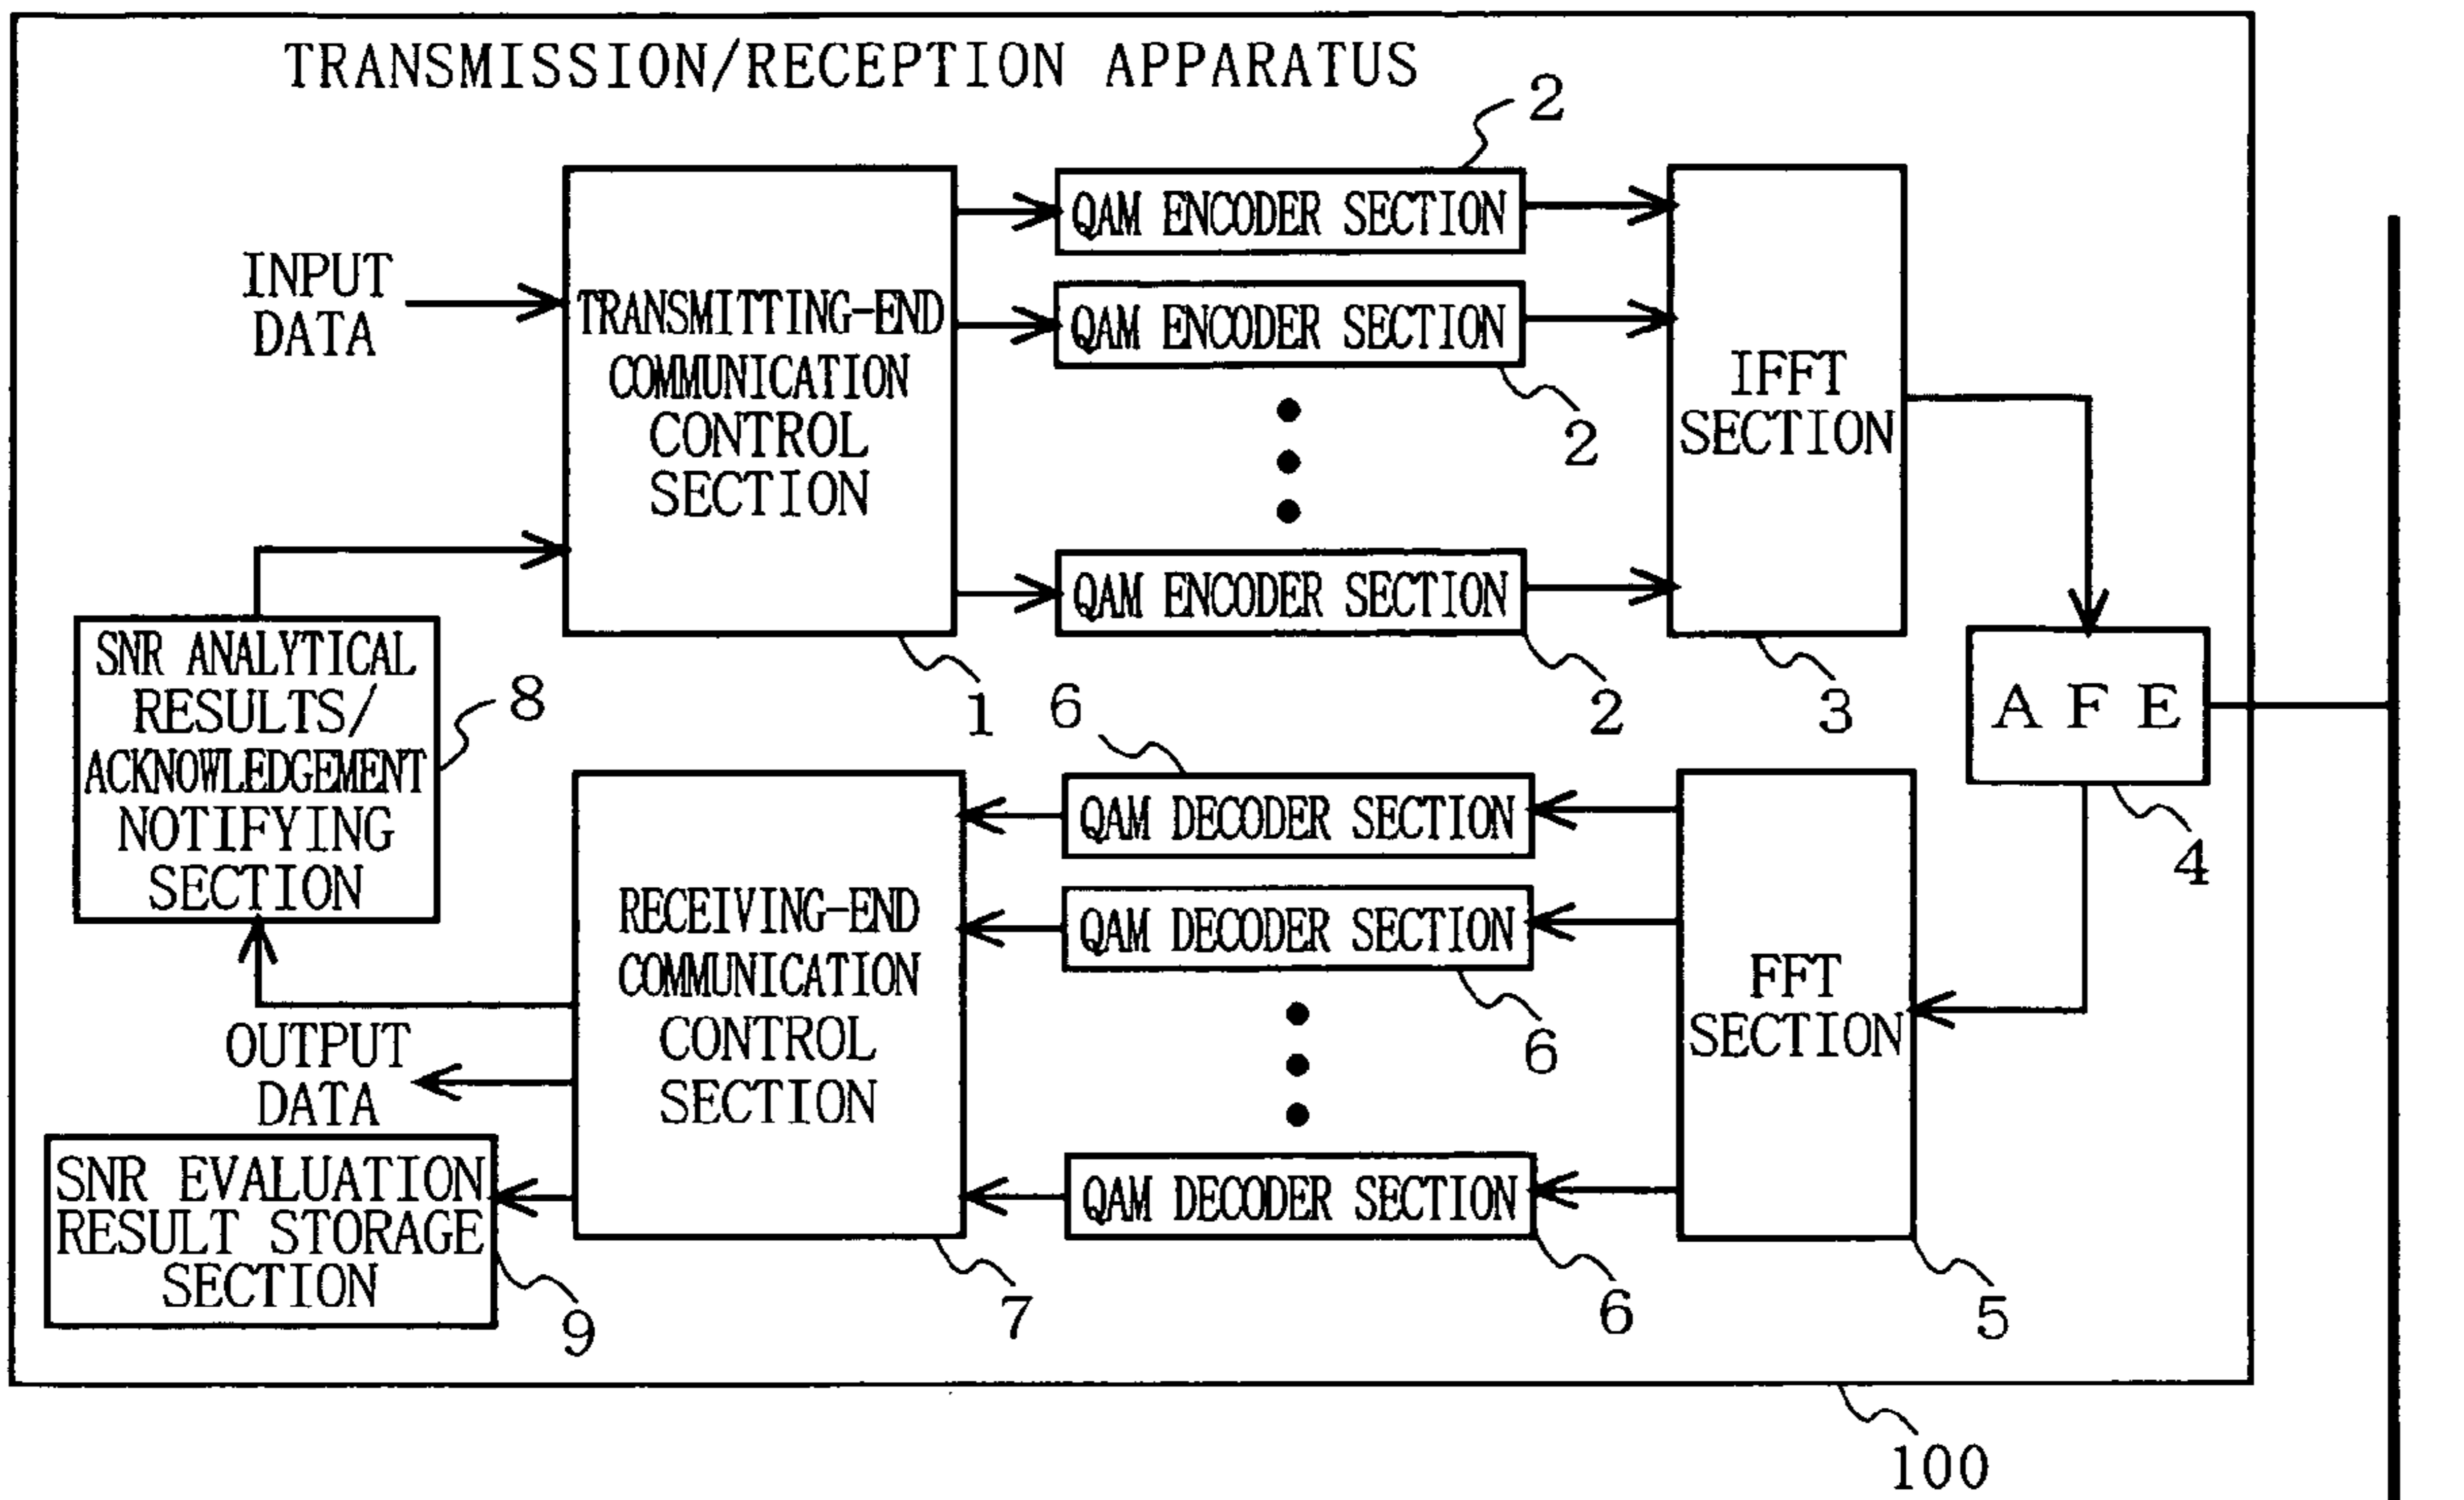 TRANSMISSION/RECEPTION APPARATUS
2
QAM ENCODER SECTION
INPUT
DATA
TRANSMITTING-END
COMMUNICATION
CONTROL
SECTION
QAM ENCODER SECTION
2
IFFT
SECTION
QAM ENCODER SECTION
1
2
3
SNR ANALYTICAL
RESULTS/
ACKNOWLEDGEMENT
NOTIFYING
SECTION
8
A F E
4
6
QAM DECODER SECTION
RECEIVING-END
COMMUNICATION
CONTROL
SECTION
QAM DECODER SECTION
6
FFT
SECTION
OUTPUT
DATA
QAM DECODER SECTION
SNR EVALUATION
RESULT STORAGE
SECTION
9
7
6
5
100